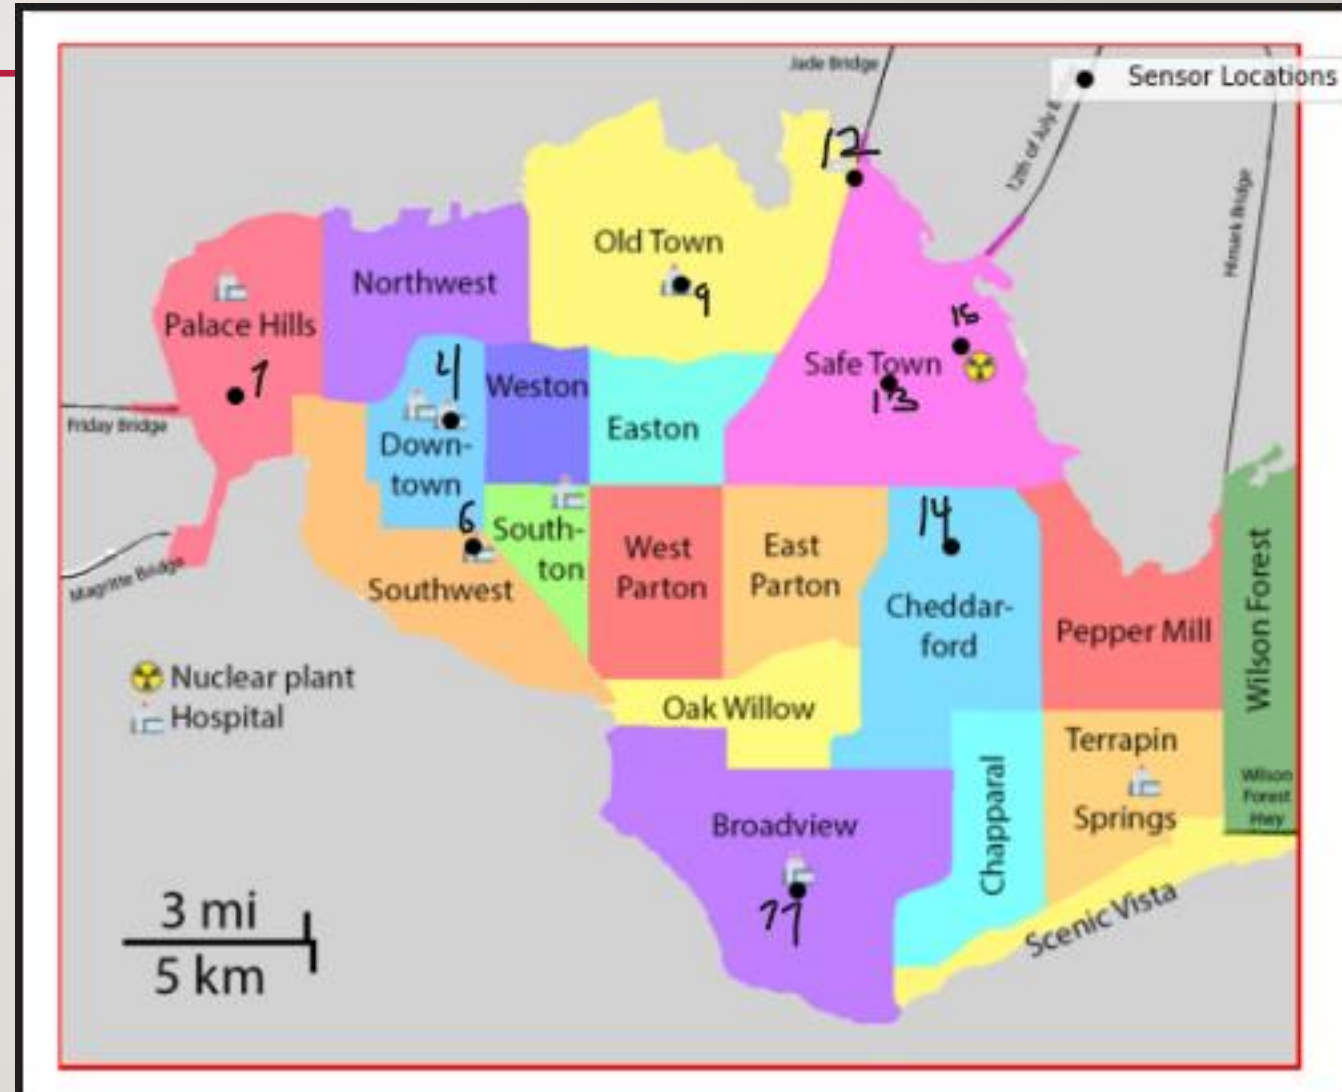 Jade Bridge
Sensor Locations
12th of July B
12
Himark Bridge
Old Town
Northwest
9
Palace Hills
15
Safe Town
13
1
4
Weston
Friday Bridge
Easton
Down-
town
6
South-
ton
14
West
Parton
East
Parton
Magritte Bridge
Southwest
Cheddar-
ford
Pepper Mill
Wilson Forest
Nuclear plant
Hospital
Oak Willow
Terrapin
Springs
Wilson
Forest
Hwy
Chapparal
Broadview
Scenic Vista
3 mi
5 km